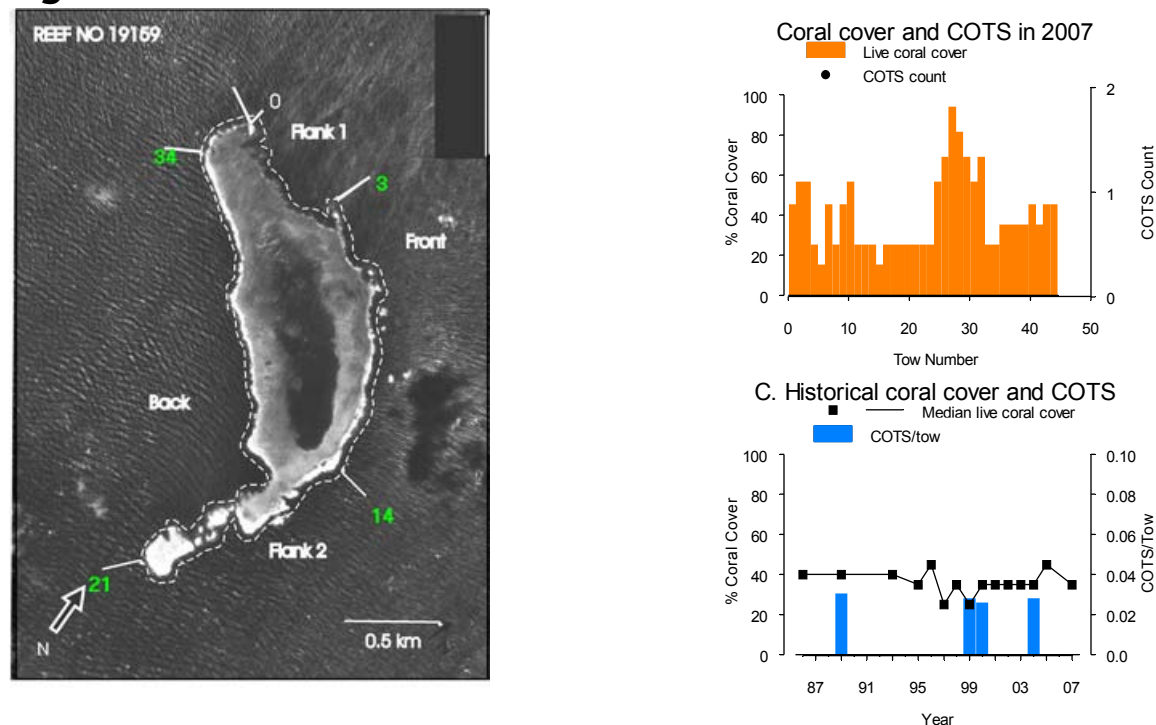 REEF NO 19159
0
Flank 1
34
3
Front
Back
14
Flank 2
21
N
0.5 km
Coral cover and COTS in 2007
Live coral cover
COTS count
100
80
60
40
20
0
% Coral Cover
2
1
0
COTS Count
0 10 20 30 40 50
Tow Number
C. Historical coral cover and COTS
Median live coral cover
COTS/tow
100
80
60
40
20
0
% Coral Cover
0.10
0.08
0.06
0.04
0.02
0.0
COTS/Tow
87 91 95 99 03 07
Year